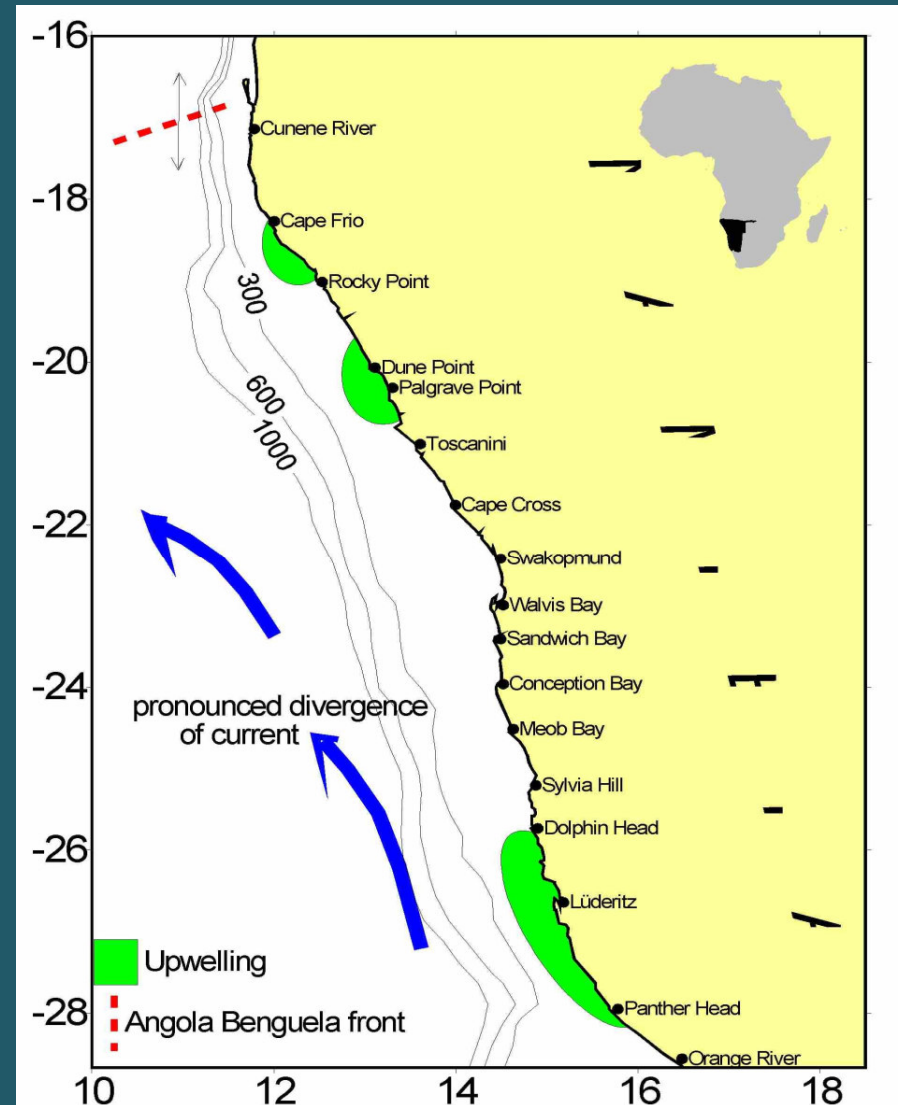 -16
Cunene River
-18
Cape Frio
Rocky Point
300
-20
Dune Point
Palgrave Point
600
1000
Toscanini
Cape Cross
-22
Swakopmund
Walvis Bay
Sandwich Bay
-24
Conception Bay
pronounced divergence
of current
Meob Bay
Sylvia Hill
Dolphin Head
-26
Lüderitz
Upwelling
-28
Panther Head
Angola Benguela front
Orange River
10
12
14
16
18